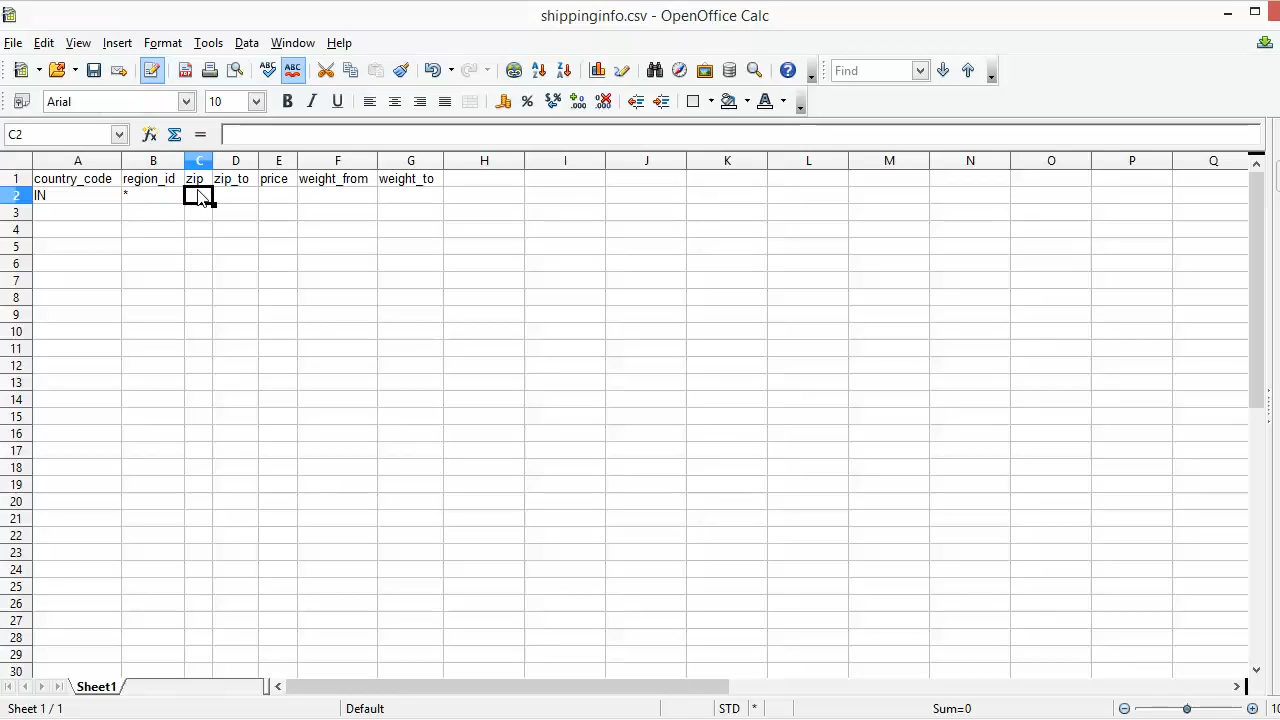 shippinginfo.csv - OpenOffice Calc
File Edit View Insert Format Tools Data Window Help
Find
Arial 10 B I U
C2
A B C D E F G H I J K L M N O P Q
1 country_code region_id zip zip_to price weight_from weight_to
2 IN *
3
4
5
6
7
8
9
10
11
12
13
14
15
16
17
18
19
20
21
22
23
24
25
26
27
28
29
30
Sheet1
Sheet 1 / 1 Default STD * Sum=0